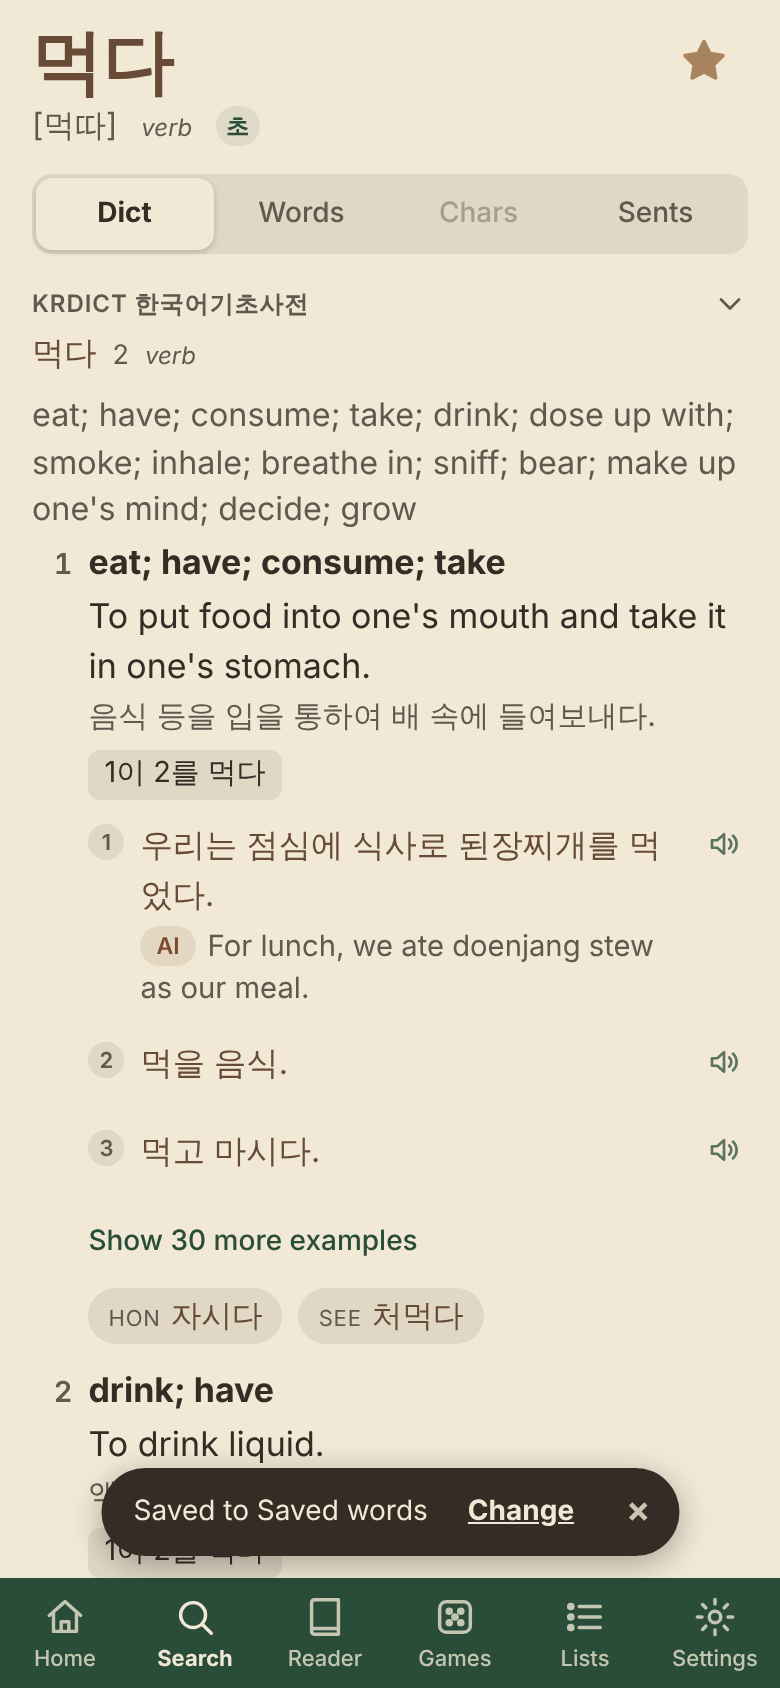 먹다
[먹따] verb 초
Dict Words Chars Sents
KRDICT 한국어기초사전
먹다 2 verb
eat; have; consume; take; drink; dose up with;
smoke; inhale; breathe in; sniff; bear; make up
one's mind; decide; grow
1 eat; have; consume; take
To put food into one's mouth and take it
in one's stomach.
음식 등을 입을 통하여 배 속에 들여보내다.
1이 2를 먹다
1 우리는 점심에 식사로 된장찌개를 먹
었다.
AI For lunch, we ate doenjang stew
as our meal.
2 먹을 음식.
3 먹고 마시다.
Show 30 more examples
HON 자시다 SEE 처먹다
2 drink; have
To drink liquid.
Saved to Saved words Change ×
Home Search Reader Games Lists Settings